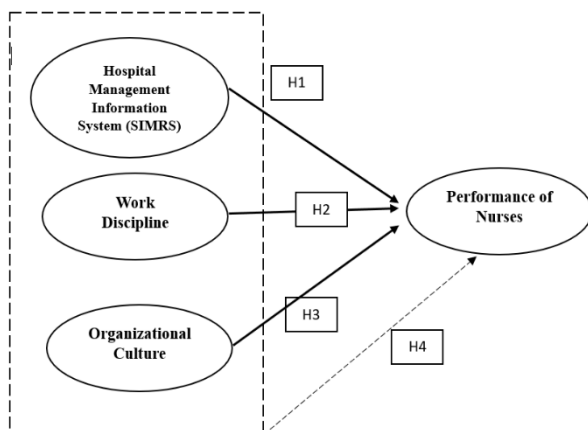 Hospital
Management
Information
System (SIMRS)
H1
Work
Discipline
H2
Performance of
Nurses
Organizational
Culture
H3
H4